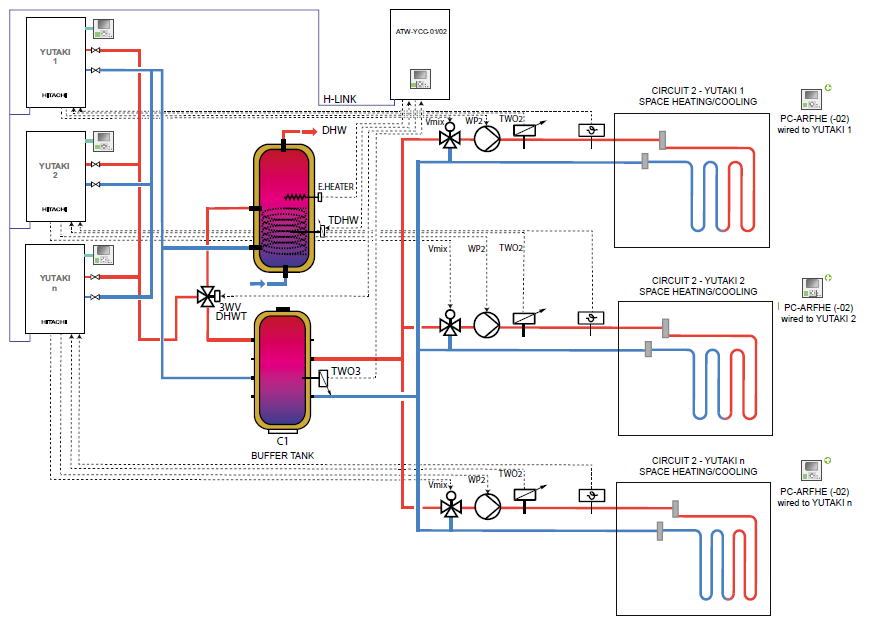 YUTAKI
1
HITACHI
YUTAKI
2
HITACHI
YUTAKI
n
HITACHI
ATW-YCC-01/02
H-LINK
DHW
E.HEATER
TDHW
3WV
DHWT
TWO3
C1
BUFFER TANK
Vmix
WP2
TWO2
CIRCUIT 2 - YUTAKI 1
SPACE HEATING/COOLING
PC-ARFHE (-02)
wired to YUTAKI 1
Vmix
WP2
TWO2
CIRCUIT 2 - YUTAKI 2
SPACE HEATING/COOLING
PC-ARFHE (-02)
wired to YUTAKI 2
Vmix
WP2
TWO2
CIRCUIT 2 - YUTAKI n
SPACE HEATING/COOLING
PC-ARFHE (-02)
wired to YUTAKI n